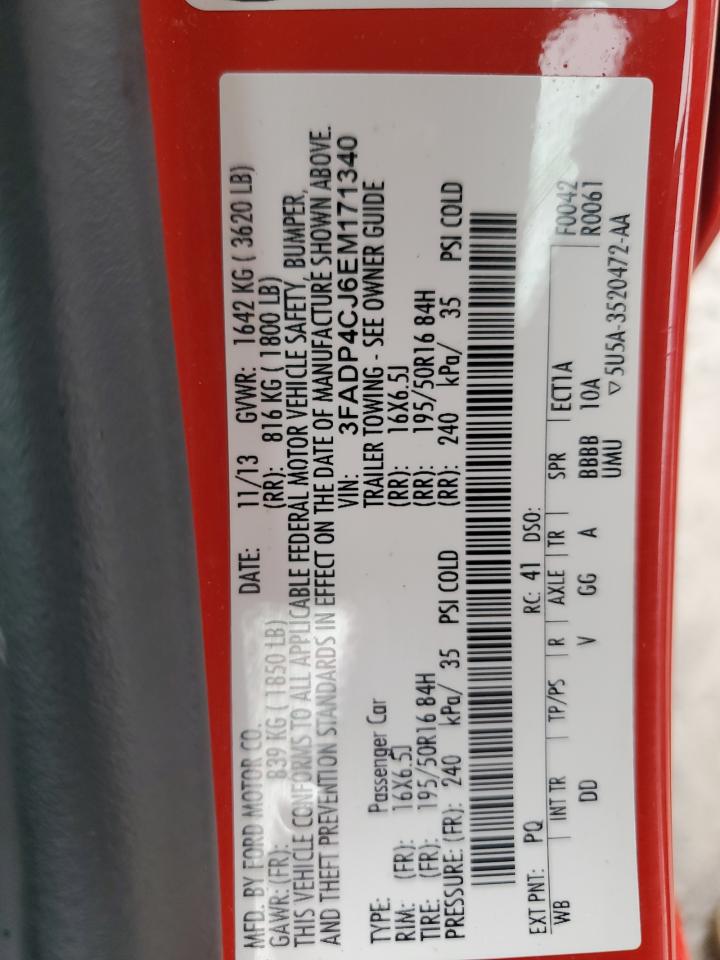 MFD. BY FORD MOTOR CO. DATE: 11/13 GVWR: 1642 KG ( 3620 LB)
GAWR: (FR): 839 KG ( 1850 LB) (RR): 816 KG ( 1800 LB)
THIS VEHICLE CONFORMS TO ALL APPLICABLE FEDERAL MOTOR VEHICLE SAFETY, BUMPER,
AND THEFT PREVENTION STANDARDS IN EFFECT ON THE DATE OF MANUFACTURE SHOWN ABOVE.
VIN: 3FADP4CJ6EM171340
TYPE: Passenger Car TRAILER TOWING - SEE OWNER GUIDE
RIM: (FR): 16X6.5J (RR): 16X6.5J
TIRE: (FR): 195/50R16 84H (RR): 195/50R16 84H
PRESSURE: (FR): 240 kPa/ 35 PSI COLD (RR): 240 kPa/ 35 PSI COLD
EXT PNT: PQ RC: 41 DSO: F0042
WB INT TR TP/PS R AXLE TR SPR ECT1A R0061
DD V GG A BBBB 10A
UMU ▽5U5A-3520472-AA